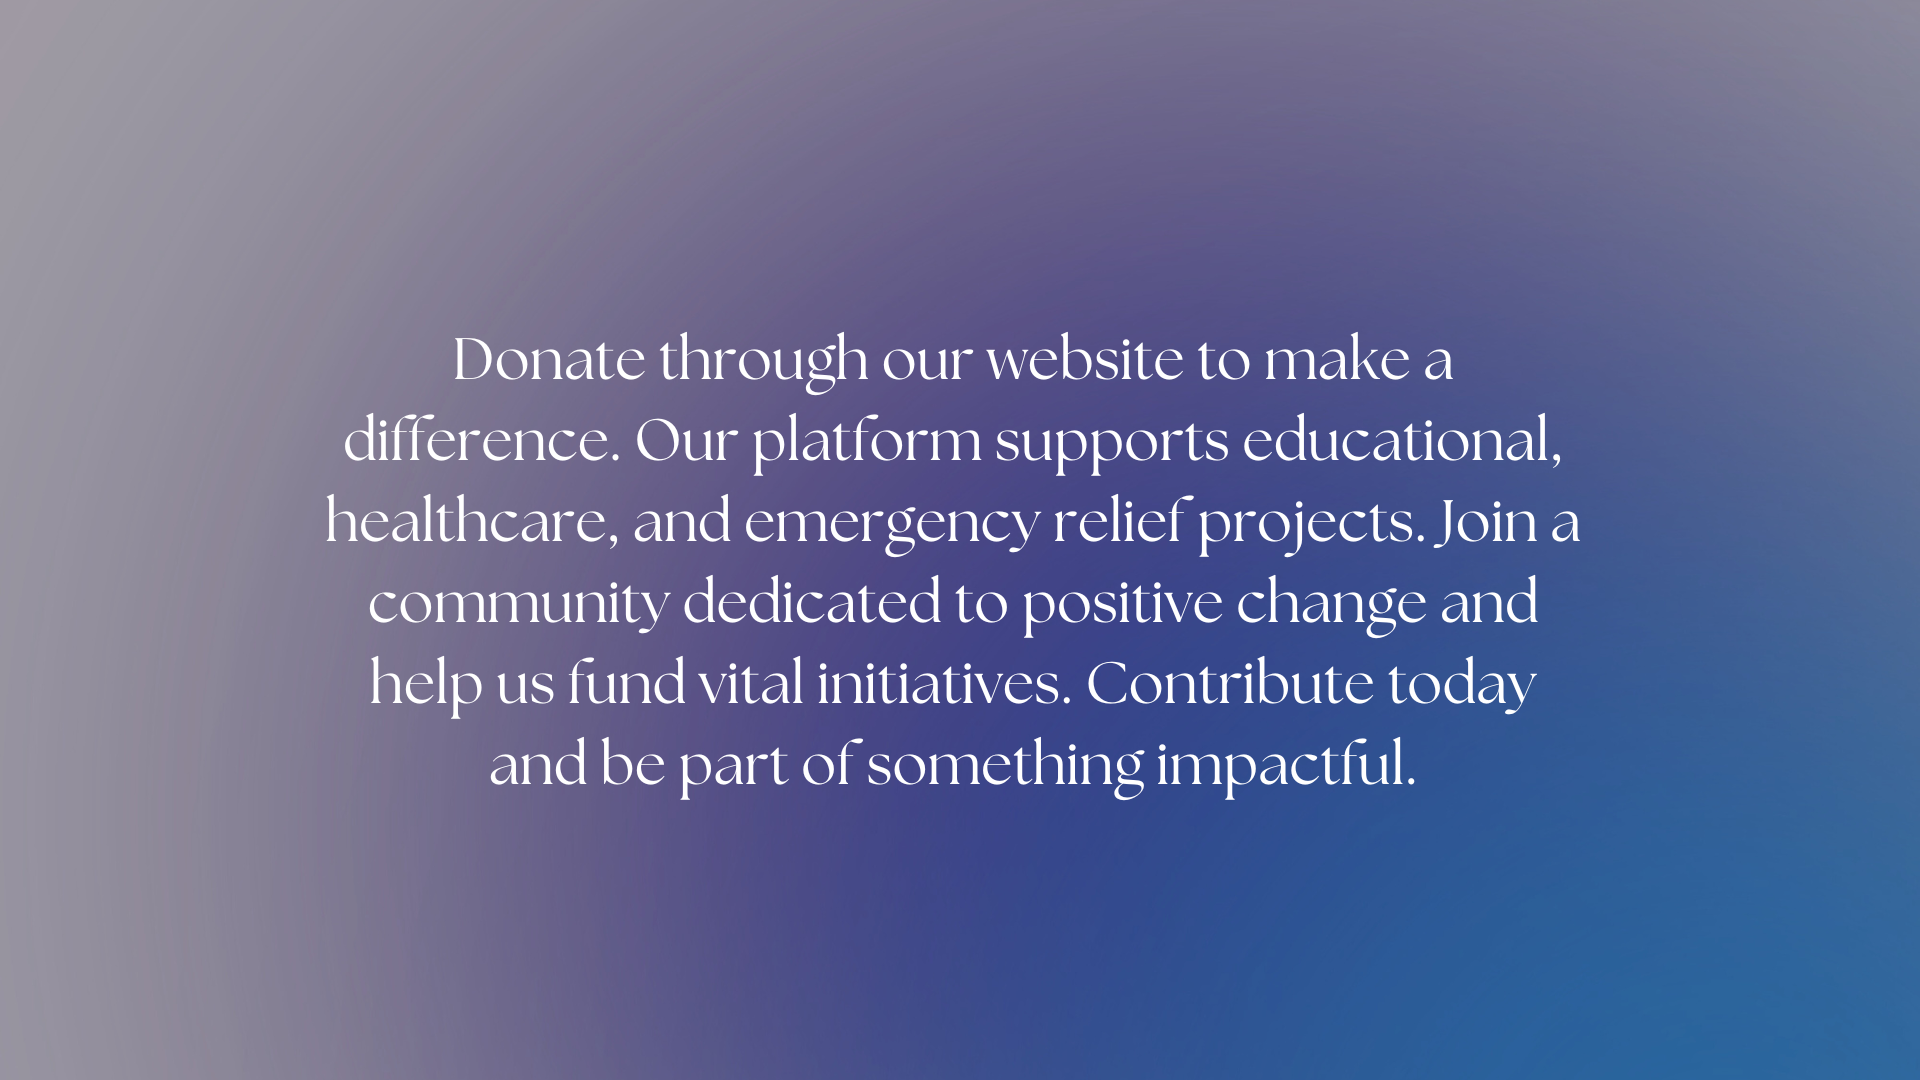 Donate through our website to make a
difference. Our platform supports educational,
healthcare, and emergency relief projects. Join a
community dedicated to positive change and
help us fund vital initiatives. Contribute today
and be part of something impactful.